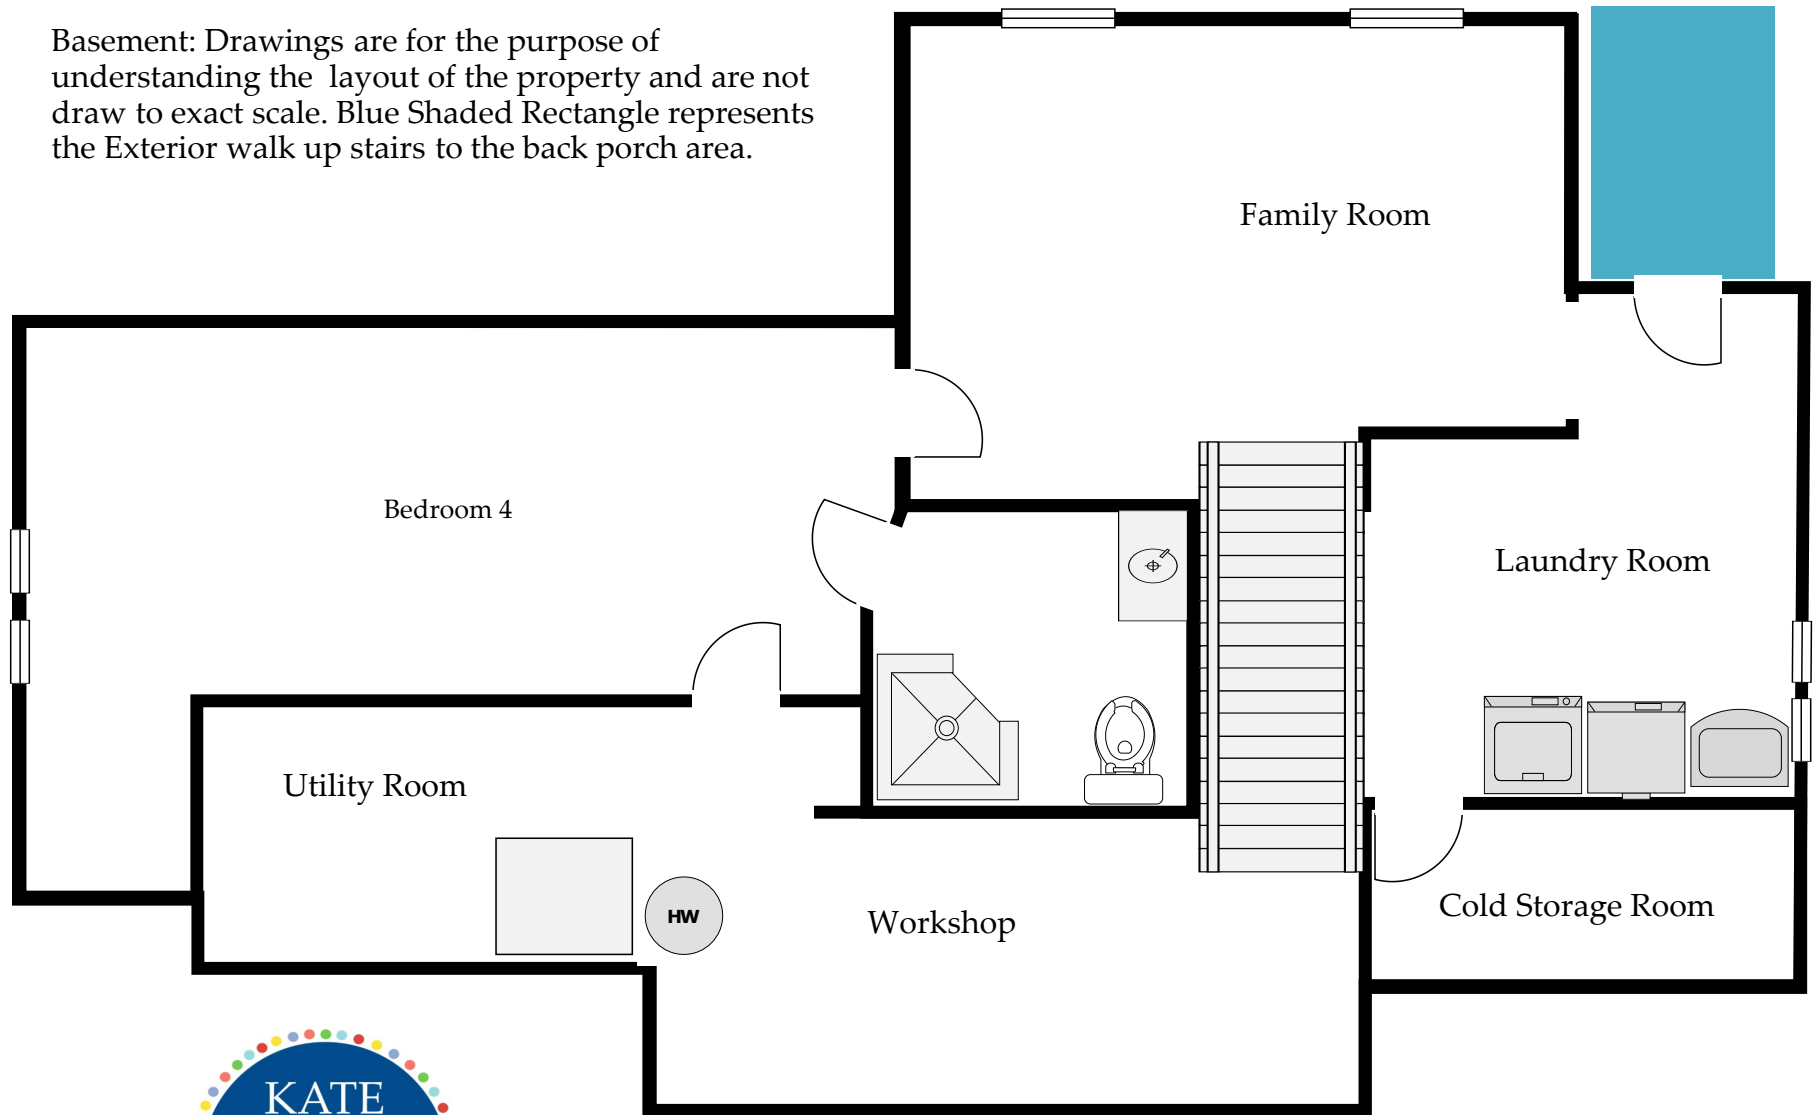 Basement: Drawings are for the purpose of
understanding the layout of the property and are not
draw to exact scale. Blue Shaded Rectangle represents
the Exterior walk up stairs to the back porch area.
Family Room
Bedroom 4
Laundry Room
Utility Room
HW
Workshop
Cold Storage Room
KATE